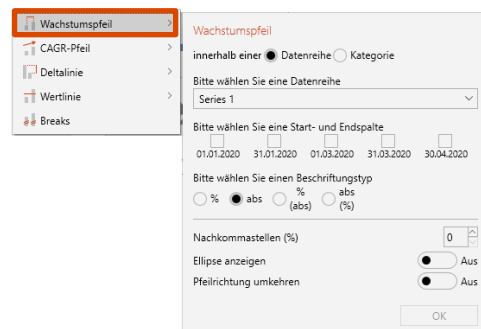 Wachstumspfeil
CAGR-Pfeil
Deltalinie
Wertlinie
Breaks
Wachstumspfeil
innerhalb einer Datenreihe Kategorie
Bitte wählen Sie eine Datenreihe
Series 1
Bitte wählen Sie eine Start- und Endspalte
01.01.2020 31.01.2020 01.03.2020 31.03.2020 30.04.2020
Bitte wählen Sie einen Beschriftungstyp
% abs % (abs) abs (%)
Nachkommastellen (%) 0
Ellipse anzeigen Aus
Pfeilrichtung umkehren Aus
OK